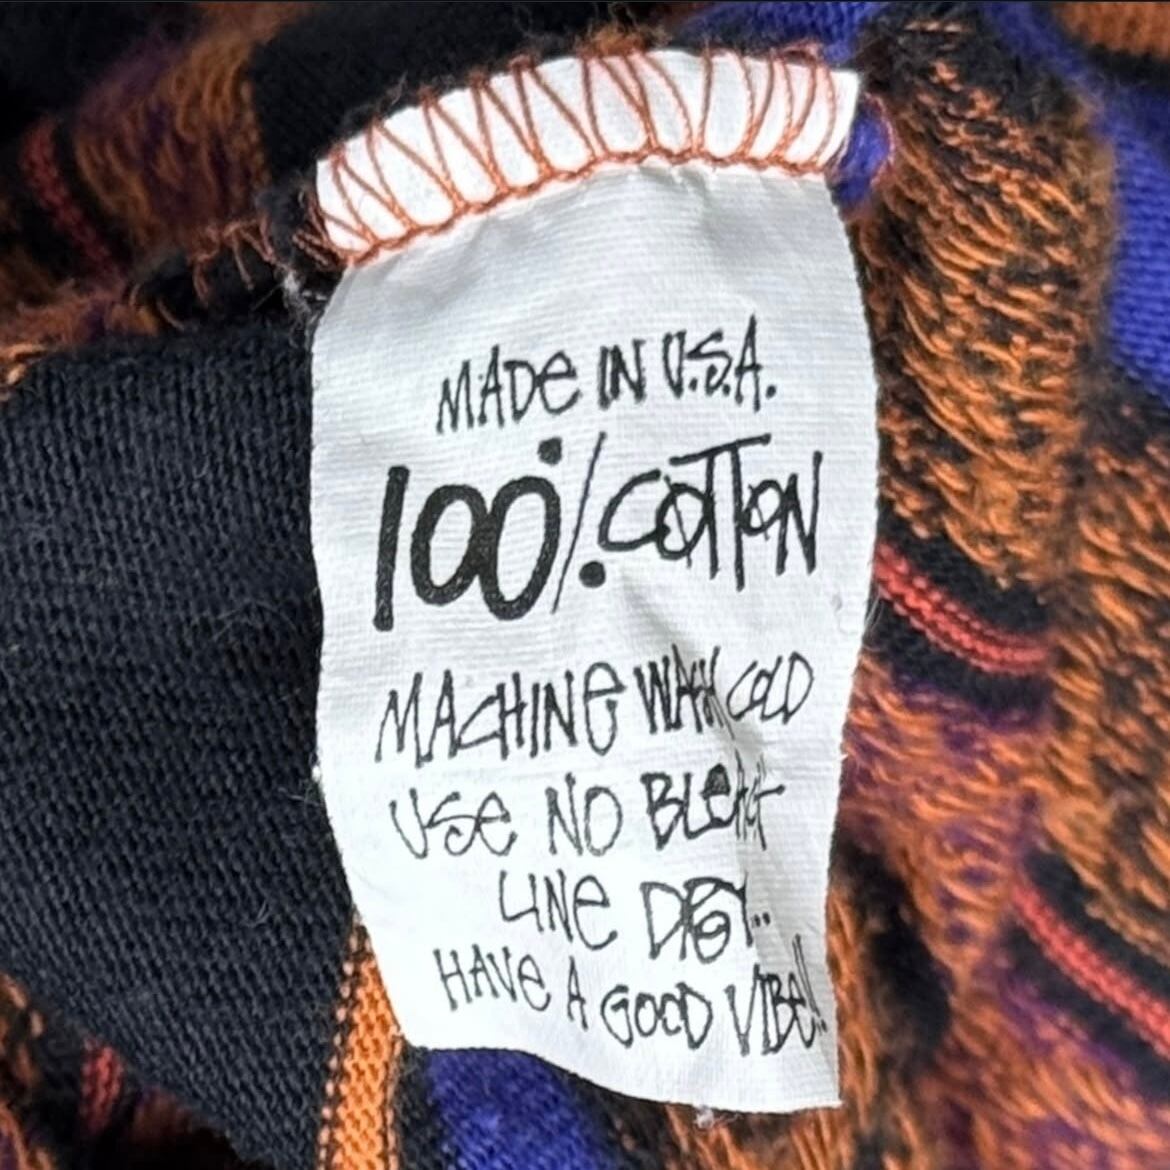 MADe IN U.S.A.
100% COTTON
MACHINe WASH COLD
USe NO BLeACH
LINe DRY..
HAVe A GOOD VIBe!!